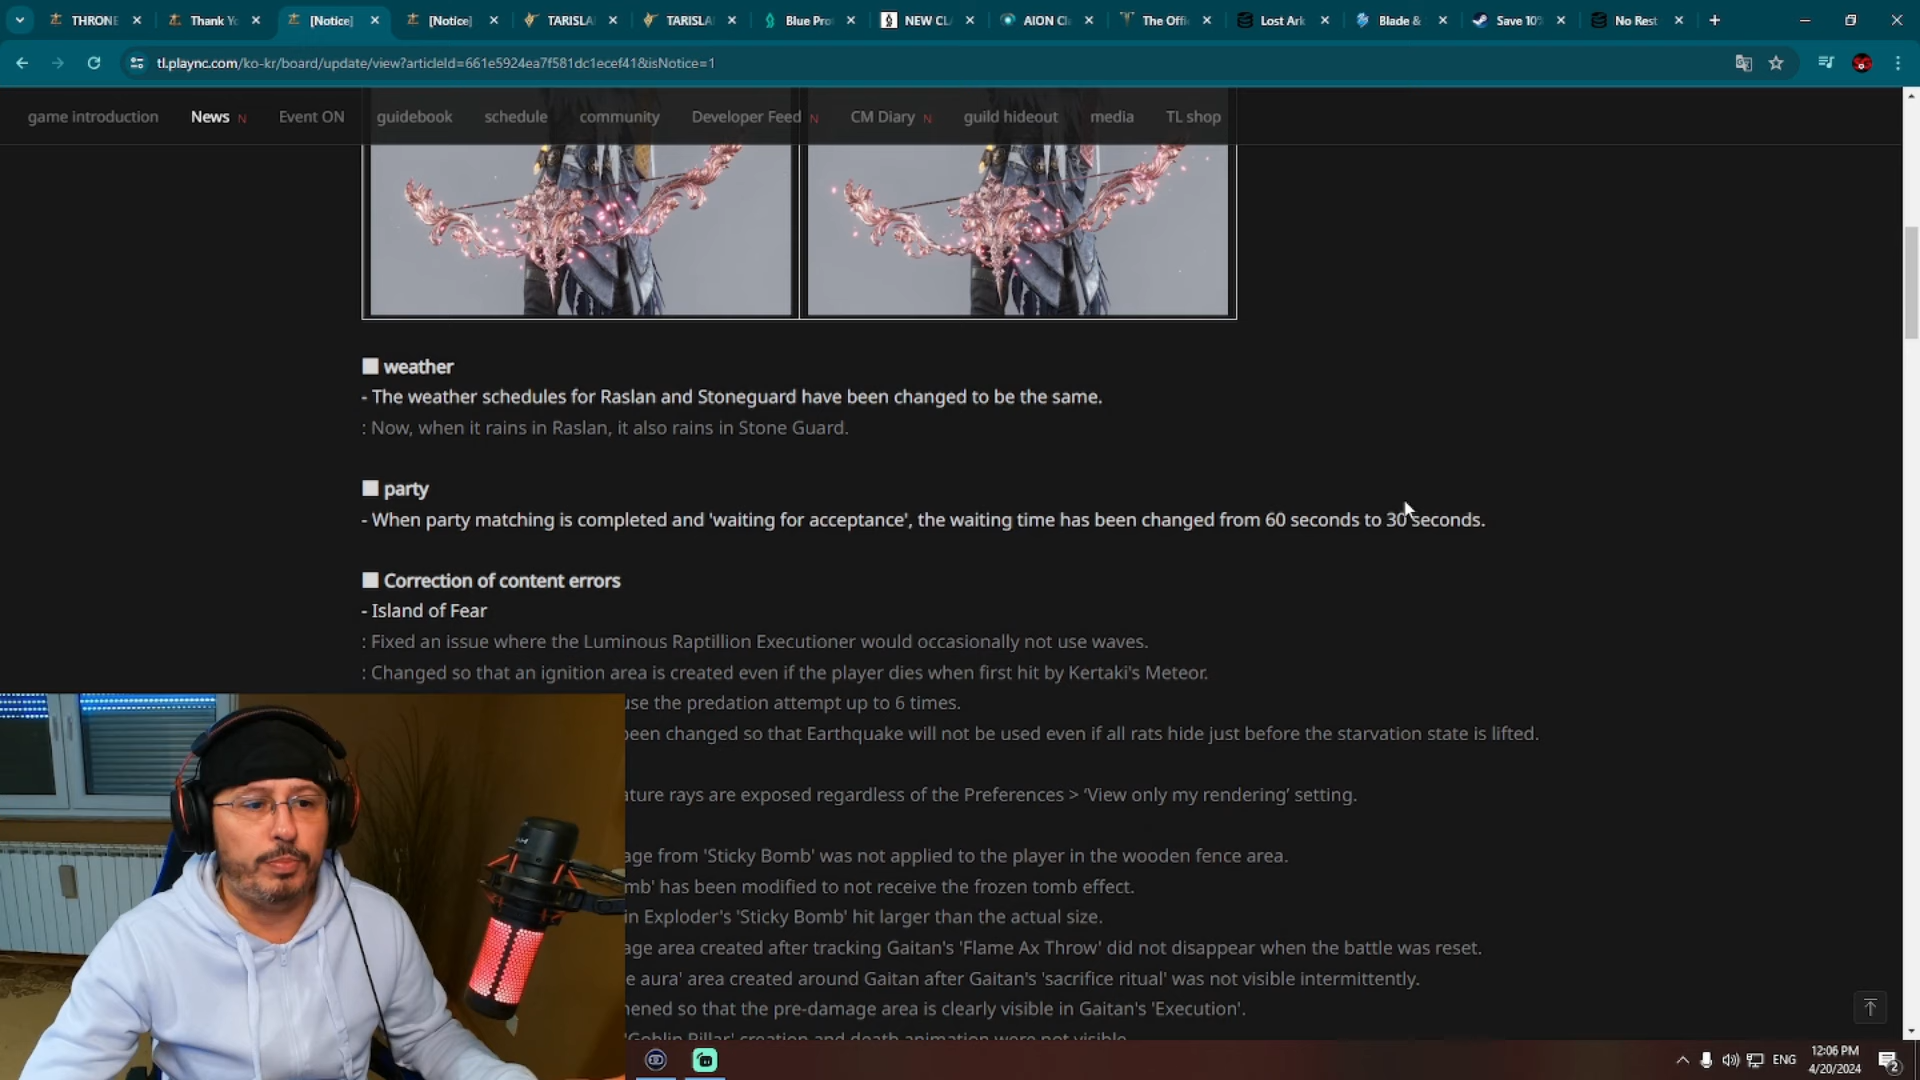 THRONE
Thank Yo
[Notice]
[Notice]
TARISLA
TARISLA
Blue Pro
NEW CLA
AION Cl
The Offi
Lost Ark
Blade &
Save 10%
No Rest
tl.plaync.com/ko-kr/board/update/view?articleId=661e5924ea7f581dc1ecef41&isNotice=1
game introduction News N Event ON guidebook schedule community Developer Feed N CM Diary N guild hideout media TL shop
■ weather
- The weather schedules for Raslan and Stoneguard have been changed to be the same.
: Now, when it rains in Raslan, it also rains in Stone Guard.
■ party
- When party matching is completed and 'waiting for acceptance', the waiting time has been changed from 60 seconds to 30 seconds.
■ Correction of content errors
- Island of Fear
: Fixed an issue where the Luminous Raptillion Executioner would occasionally not use waves.
: Changed so that an ignition area is created even if the player dies when first hit by Kertaki's Meteor.
use the predation attempt up to 6 times.
been changed so that Earthquake will not be used even if all rats hide just before the starvation state is lifted.
ature rays are exposed regardless of the Preferences > ‘View only my rendering’ setting.
age from 'Sticky Bomb' was not applied to the player in the wooden fence area.
mb' has been modified to not receive the frozen tomb effect.
in Exploder's 'Sticky Bomb' hit larger than the actual size.
age area created after tracking Gaitan's 'Flame Ax Throw' did not disappear when the battle was reset.
e aura' area created around Gaitan after Gaitan's 'sacrifice ritual' was not visible intermittently.
ened so that the pre-damage area is clearly visible in Gaitan's 'Execution'.
'Goblin Pillar' creation and death animation were not visible.
ENG
12:06 PM
4/20/2024
2